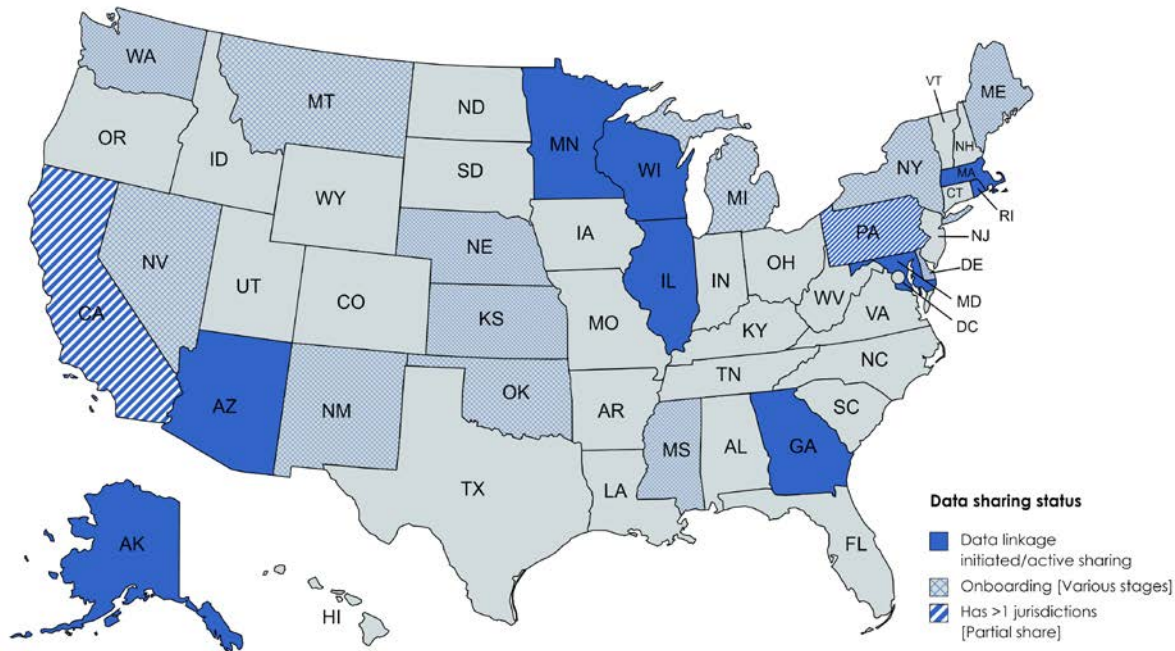 WA
MT
ND
MN
VT
ME
OR
ID
SD
WI
NH
NY
MA
WY
MI
CT
RI
PA
NJ
IA
NE
NV
OH
DE
UT
IL
IN
MD
CA
CO
WV
DC
KS
MO
VA
KY
NC
TN
AZ
NM
OK
AR
SC
MS
AL
GA
TX
LA
FL
AK
HI
Data sharing status
Data linkage
initiated/active sharing
Onboarding [Various stages]
Has >1 jurisdictions
[Partial share]